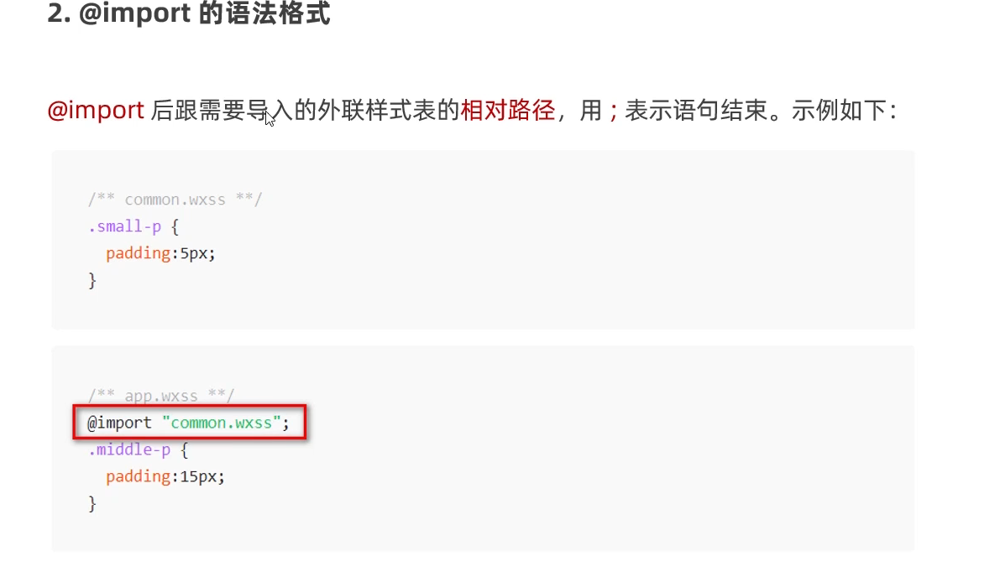 2. @import 的语法格式
@import 后跟需要导入的外联样式表的相对路径，用 ; 表示语句结束。示例如下：
/** common.wxss **/
.small-p {
  padding:5px;
}
/** app.wxss **/
@import "common.wxss";
.middle-p {
  padding:15px;
}